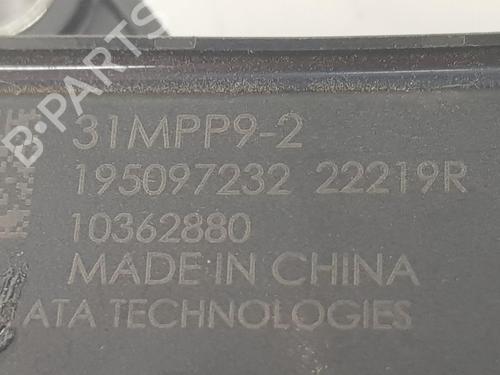 B-PARTS
31MPP9-2
195097232 22219R
10362880
MADE IN CHINA
ATA TECHNOLOGIES